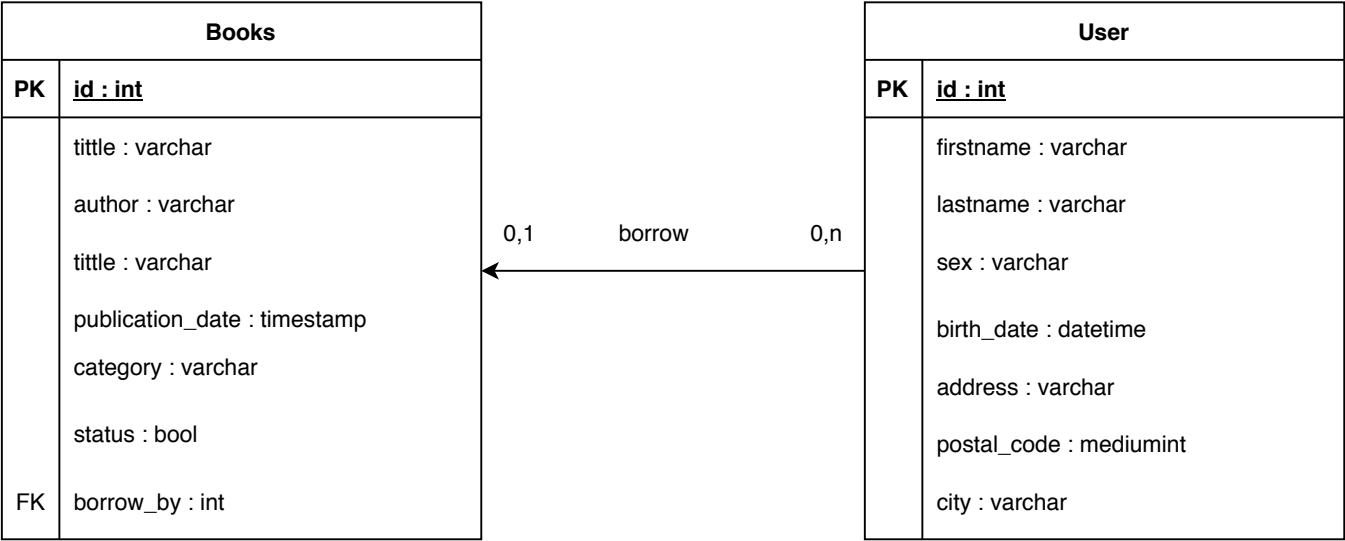 Books
PK
id : int
tittle : varchar
author : varchar
tittle : varchar
publication_date : timestamp
category : varchar
status : bool
FK
borrow_by : int
0,1
borrow
0,n
User
PK
id : int
firstname : varchar
lastname : varchar
sex : varchar
birth_date : datetime
address : varchar
postal_code : mediumint
city : varchar